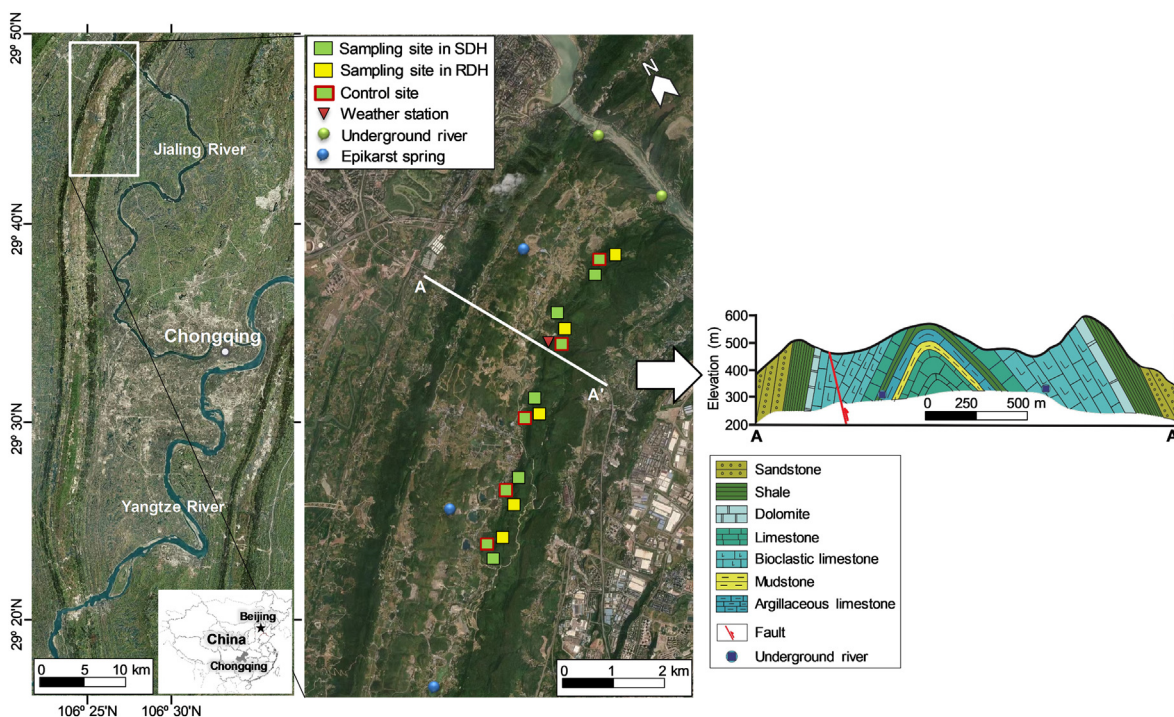 29° 50'N
29° 40'N
29° 30'N
29° 20'N
106° 25'N
106° 30'N
Jialing River
Chongqing
Yangtze River
Beijing
China
Chongqing
0 5 10 km
Sampling site in SDH
Sampling site in RDH
Control site
Weather station
Underground river
Epikarst spring
N
A
A'
0 1 2 km
Elevation (m)
600
500
400
300
200
0 250 500 m
A
A
Sandstone
Shale
Dolomite
Limestone
Bioclastic limestone
Mudstone
Argillaceous limestone
Fault
Underground river